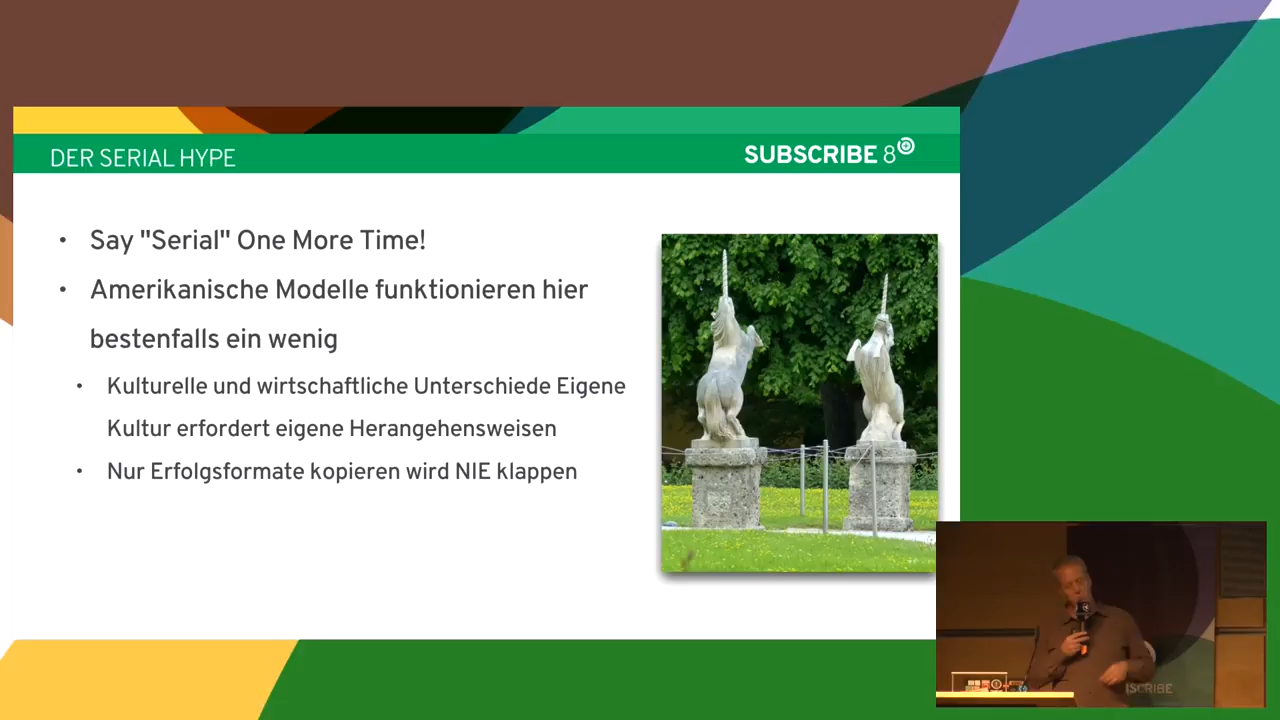 DER SERIAL HYPE
SUBSCRIBE 8
• Say "Serial" One More Time!
• Amerikanische Modelle funktionieren hier
bestenfalls ein wenig
• Kulturelle und wirtschaftliche Unterschiede Eigene
Kultur erfordert eigene Herangehensweisen
• Nur Erfolgsformate kopieren wird NIE klappen
SCRIBE